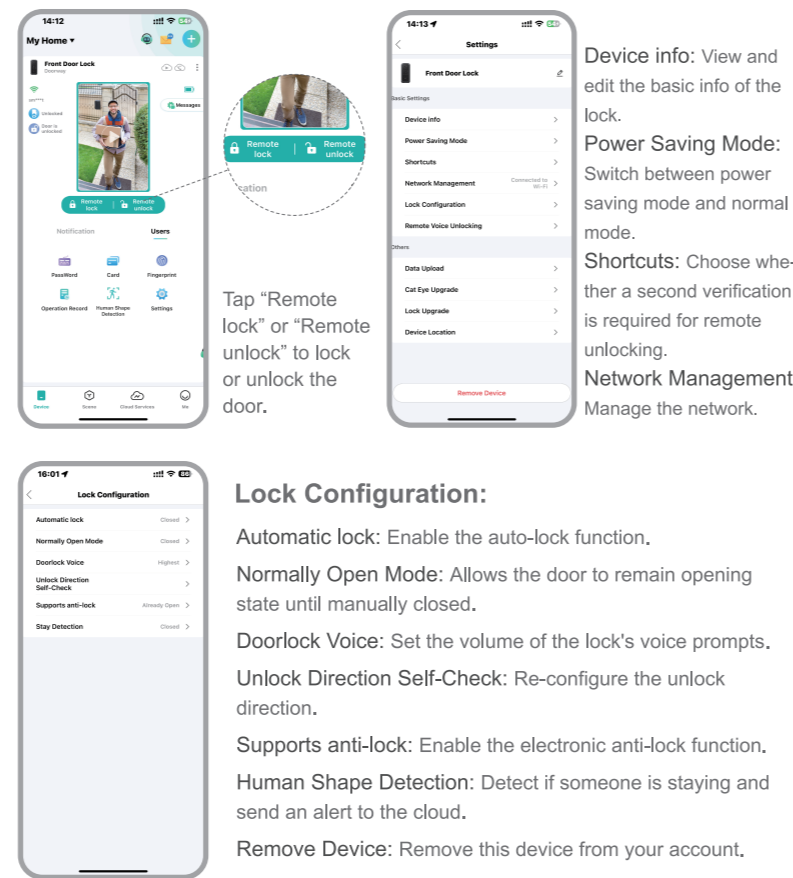 14:12
54
My Home
Front Door Lock
Doorway
Messages
Unlocked
Door is
unlocked
Remote
lock
Remote
unlock
Notification
Users
PassWord
Card
Fingerprint
Operation Record
Human Shape
Detection
Settings
Device
Scene
Cloud Services
Me
Remote
lock
Remote
unlock
cation
Tap “Remote
lock” or “Remote
unlock” to lock
or unlock the
door.
14:13
54
Settings
Front Door Lock
Basic Settings
Device info
Power Saving Mode
Shortcuts
Network Management
Connected to
Wi-Fi
Lock Configuration
Remote Voice Unlocking
Others
Data Upload
Cat Eye Upgrade
Lock Upgrade
Device Location
Remove Device
Device info: View and
edit the basic info of the
lock.
Power Saving Mode:
Switch between power
saving mode and normal
mode.
Shortcuts: Choose whe-
ther a second verification
is required for remote
unlocking.
Network Management
Manage the network.
16:01
Lock Configuration
Automatic lock
Closed
Normally Open Mode
Closed
Doorlock Voice
Highest
Unlock Direction
Self-Check
Supports anti-lock
Already Open
Stay Detection
Closed
Lock Configuration:
Automatic lock: Enable the auto-lock function.
Normally Open Mode: Allows the door to remain opening
state until manually closed.
Doorlock Voice: Set the volume of the lock's voice prompts.
Unlock Direction Self-Check: Re-configure the unlock
direction.
Supports anti-lock: Enable the electronic anti-lock function.
Human Shape Detection: Detect if someone is staying and
send an alert to the cloud.
Remove Device: Remove this device from your account.